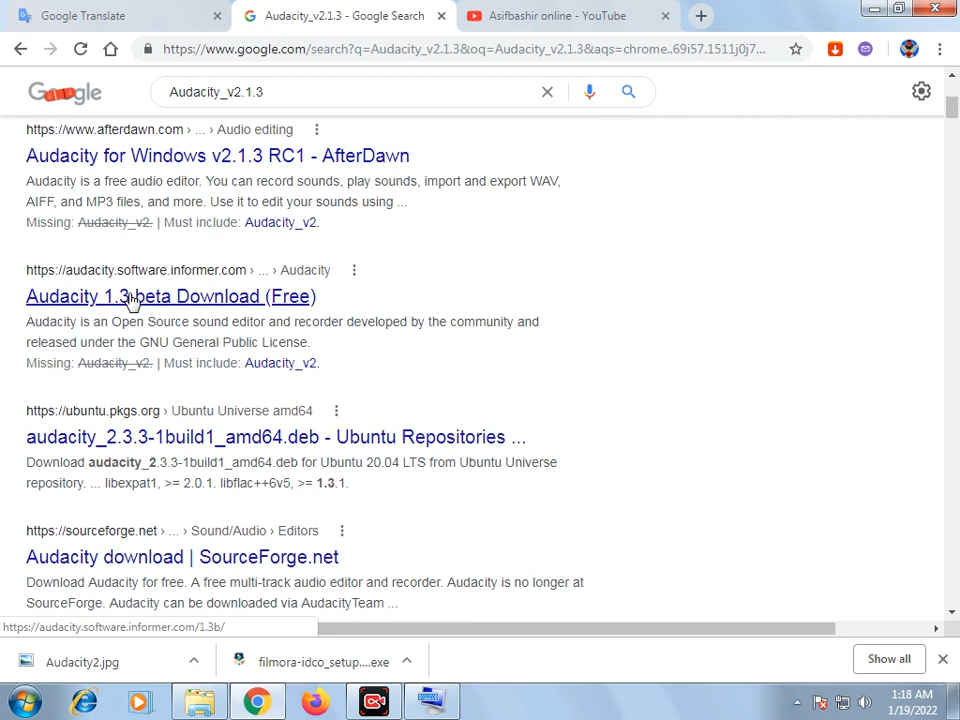 Google Translate
Audacity_v2.1.3 - Google Search
Asifbashir online - YouTube
https://www.google.com/search?q=Audacity_v2.1.3&oq=Audacity_v2.1.3&aqs=chrome..69i57.1511j0j7...
Google
Audacity_v2.1.3
https://www.afterdawn.com › ... › Audio editing
Audacity for Windows v2.1.3 RC1 - AfterDawn
Audacity is a free audio editor. You can record sounds, play sounds, import and export WAV,
AIFF, and MP3 files, and more. Use it to edit your sounds using ...
Missing: Audacity_v2. | Must include: Audacity_v2.
https://audacity.software.informer.com › ... › Audacity
Audacity 1.3 beta Download (Free)
Audacity is an Open Source sound editor and recorder developed by the community and
released under the GNU General Public License.
Missing: Audacity_v2. | Must include: Audacity_v2.
https://ubuntu.pkgs.org › Ubuntu Universe amd64
audacity_2.3.3-1build1_amd64.deb - Ubuntu Repositories ...
Download audacity_2.3.3-1build1_amd64.deb for Ubuntu 20.04 LTS from Ubuntu Universe
repository. ... libexpat1, >= 2.0.1. libflac++6v5, >= 1.3.1.
https://sourceforge.net › ... › Sound/Audio › Editors
Audacity download | SourceForge.net
Download Audacity for free. A free multi-track audio editor and recorder. Audacity is no longer at
SourceForge. Audacity can be downloaded via AudacityTeam ...
https://audacity.software.informer.com/1.3b/
Audacity2.jpg
filmora-idco_setup....exe
Show all
1:18 AM
1/19/2022